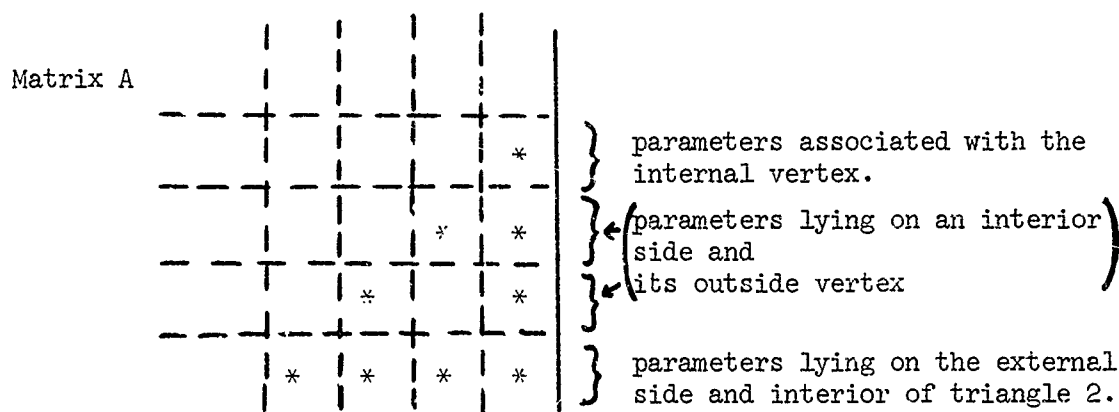 Matrix A
parameters associated with the
internal vertex.
*
parameters lying on an interior
* *
side and
its outside vertex
* *
parameters lying on the external
* * * *
side and interior of triangle 2.